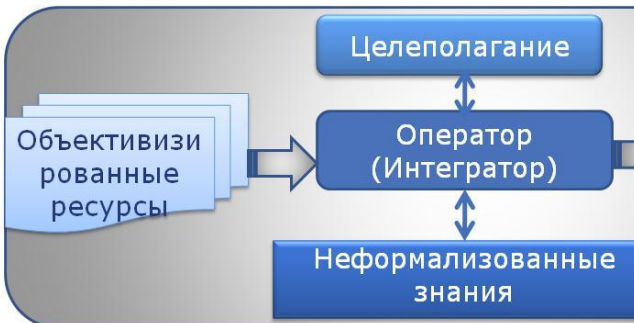 Целеполагание
Объективизи
рованные
ресурсы
Оператор
(Интегратор)
Неформализованные
знания